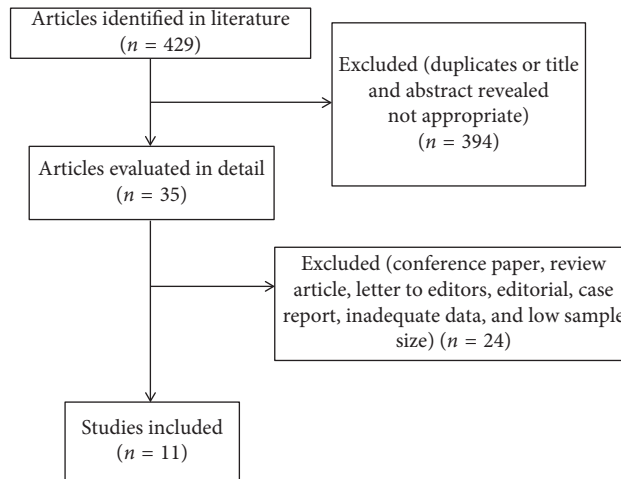 Articles identified in literature
(n = 429)
Excluded (duplicates or title
and abstract revealed
not appropriate)
(n = 394)
Articles evaluated in detail
(n = 35)
Excluded (conference paper, review
article, letter to editors, editorial, case
report, inadequate data, and low sample
size) (n = 24)
Studies included
(n = 11)